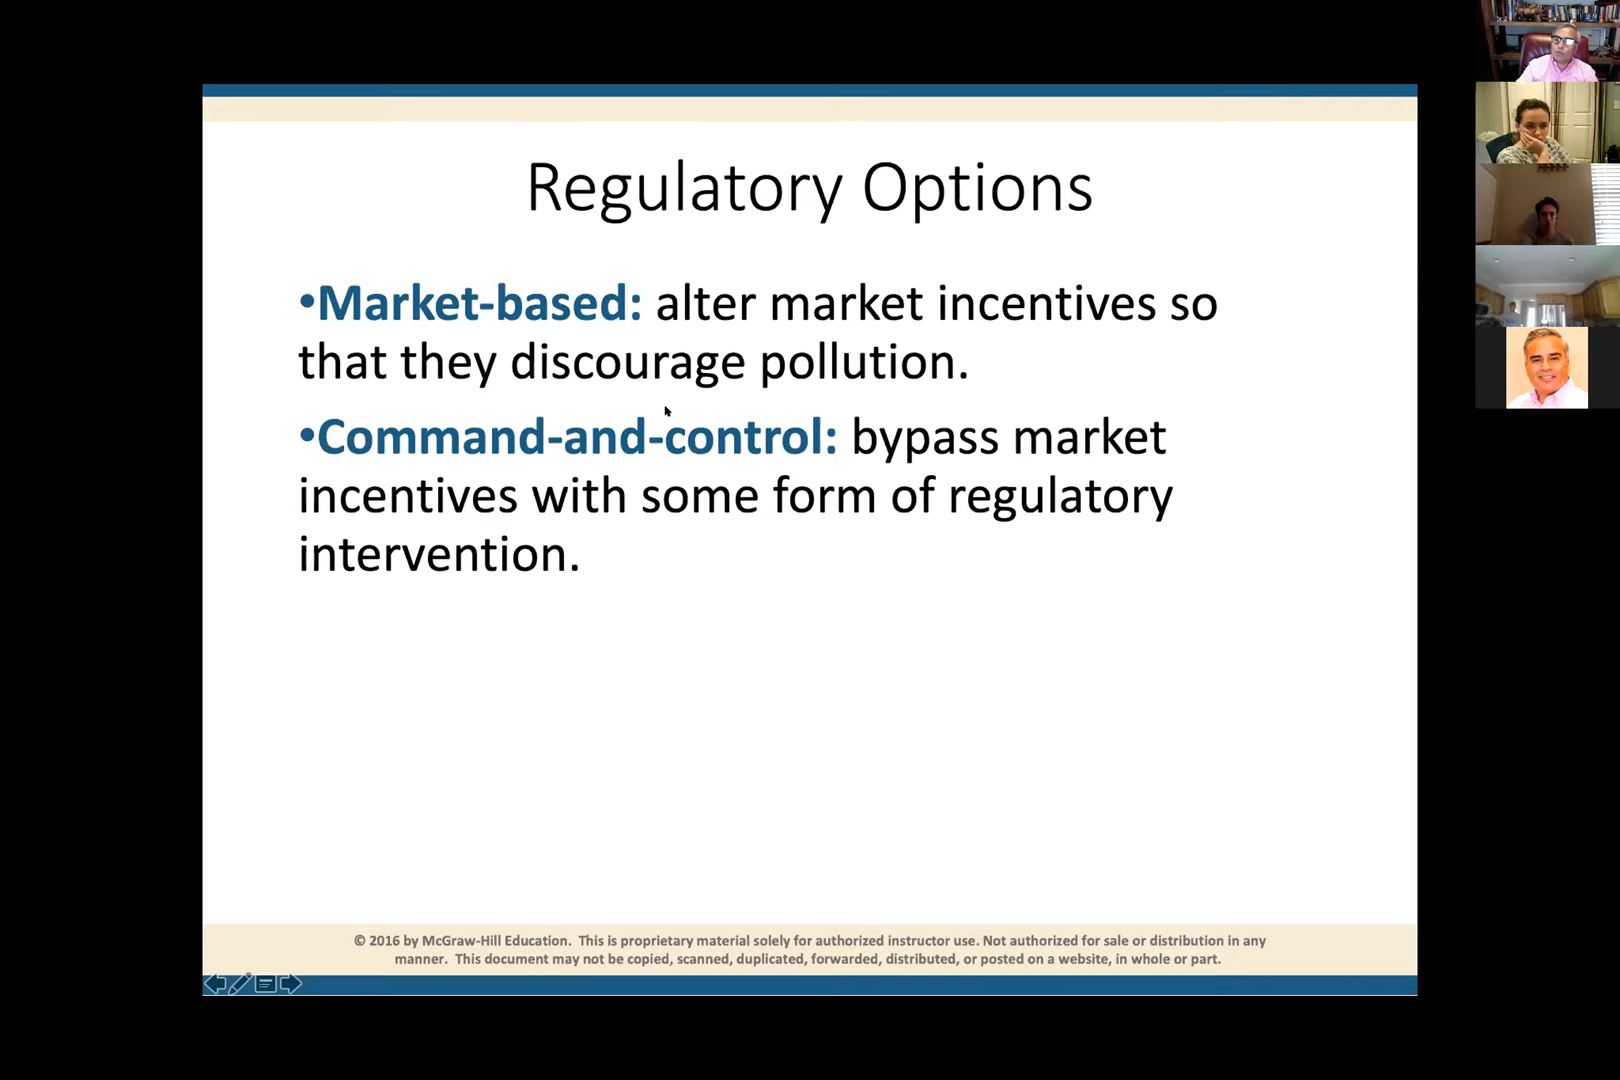 Regulatory Options
•Market-based: alter market incentives so
that they discourage pollution.
•Command-and-control: bypass market
incentives with some form of regulatory
intervention.
© 2016 by McGraw-Hill Education.  This is proprietary material solely for authorized instructor use. Not authorized for sale or distribution in any
manner.  This document may not be copied, scanned, duplicated, forwarded, distributed, or posted on a website, in whole or part.